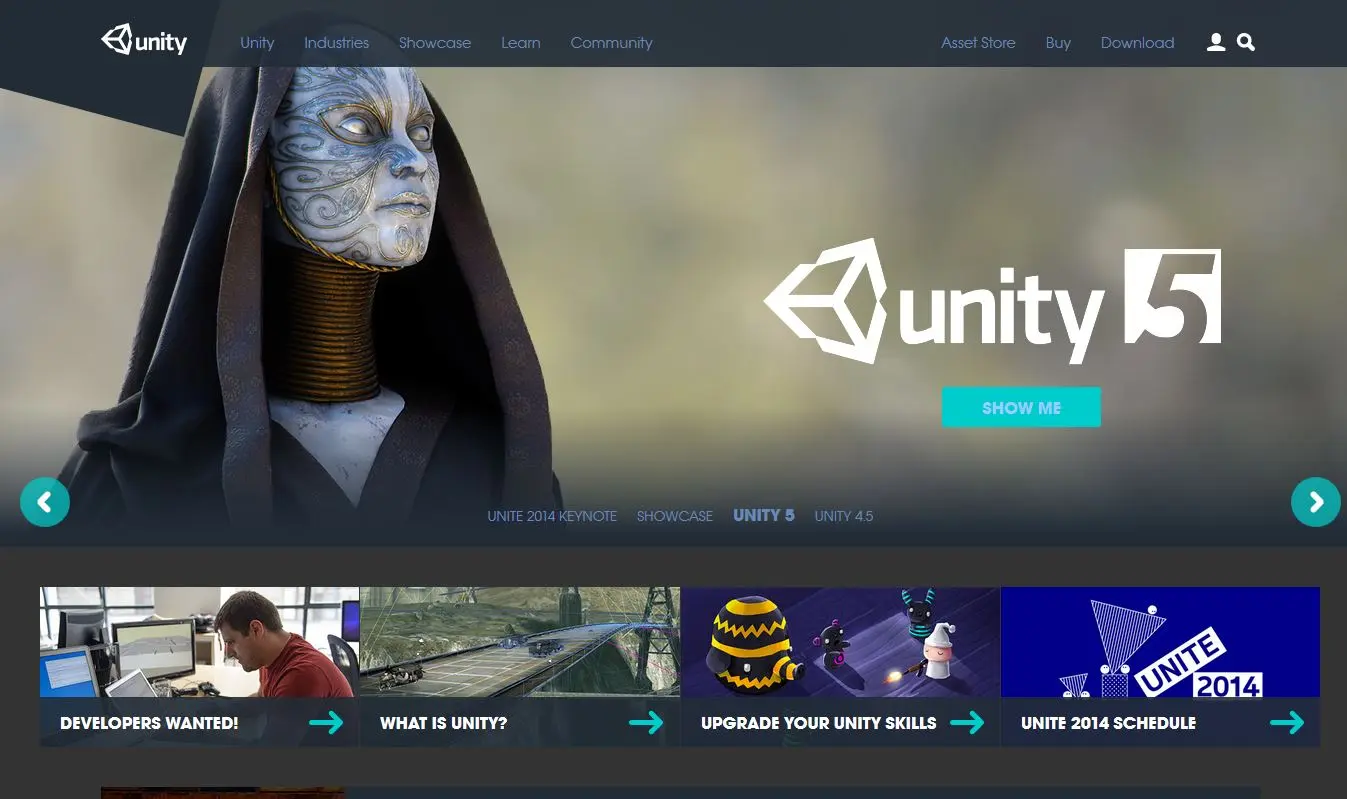 unity
Unity Industries Showcase Learn Community Asset Store Buy Download
unity 5
SHOW ME
UNITE 2014 KEYNOTE SHOWCASE UNITY 5 UNITY 4.5
UNITE
2014
DEVELOPERS WANTED!
WHAT IS UNITY?
UPGRADE YOUR UNITY SKILLS
UNITE 2014 SCHEDULE